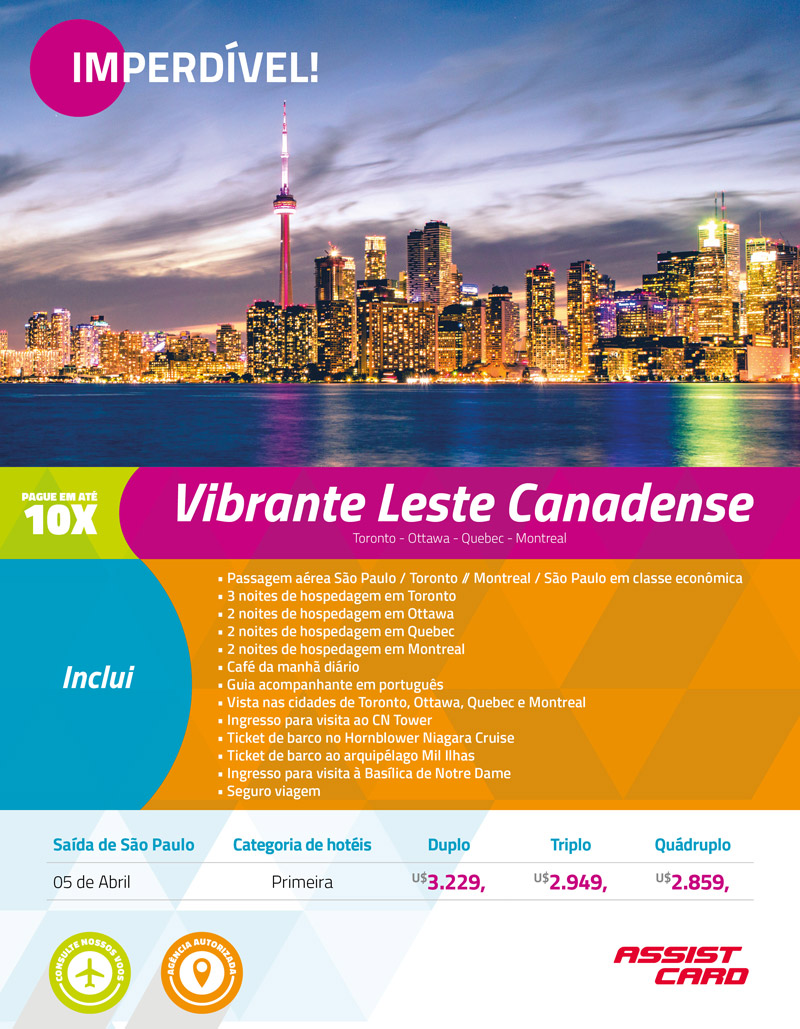 IMPERDÍVEL!
PAGUE EM ATÉ
10X
Vibrante Leste Canadense
Toronto - Ottawa - Quebec - Montreal
Inclui
• Passagem aérea São Paulo / Toronto // Montreal / São Paulo em classe econômica
• 3 noites de hospedagem em Toronto
• 2 noites de hospedagem em Ottawa
• 2 noites de hospedagem em Quebec
• 2 noites de hospedagem em Montreal
• Café da manhã diário
• Guia acompanhante em português
• Vista nas cidades de Toronto, Ottawa, Quebec e Montreal
• Ingresso para visita ao CN Tower
• Ticket de barco no Hornblower Niagara Cruise
• Ticket de barco ao arquipélago Mil Ilhas
• Ingresso para visita à Basílica de Notre Dame
• Seguro viagem
Saída de São Paulo Categoria de hotéis Duplo Triplo Quádruplo
05 de Abril Primeira U$3.229, U$2.949, U$2.859,
CONSULTE NOSSOS VOOS
AGÊNCIA AUTORIZADA
ASSIST
CARD